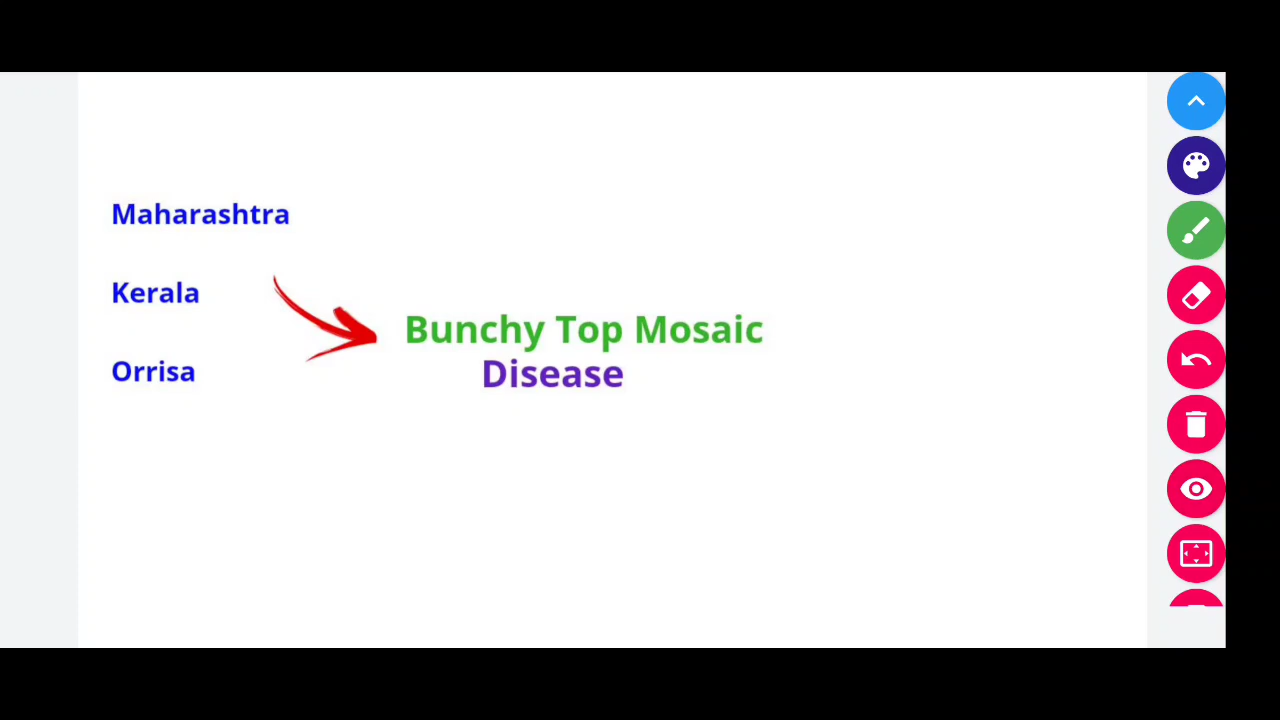 Maharashtra
Kerala
Orrisa
Bunchy Top Mosaic
Disease